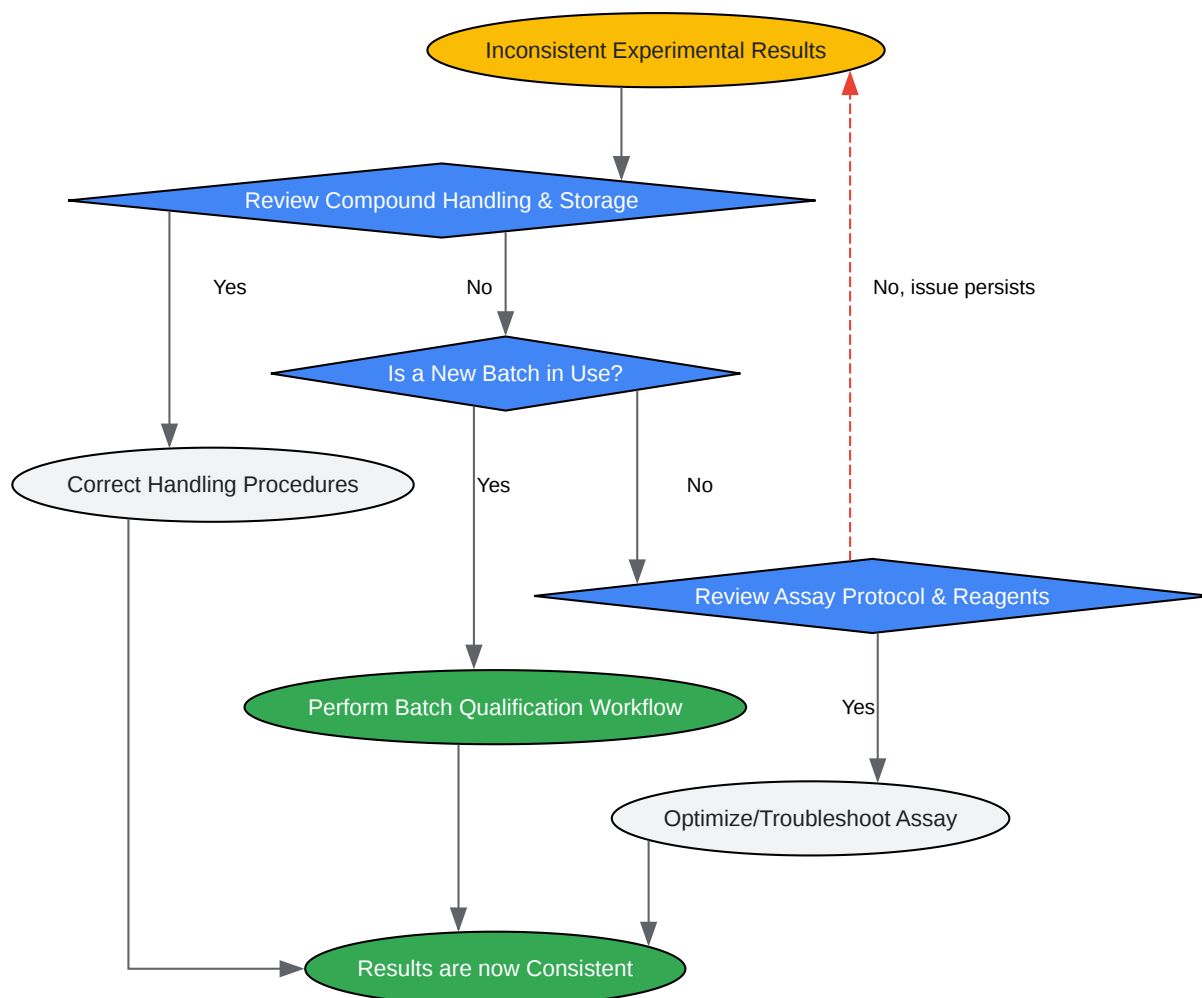 Inconsistent Experimental Results
Review Compound Handling & Storage
Yes
No
No, issue persists
Is a New Batch in Use?
Correct Handling Procedures
Yes
No
Review Assay Protocol & Reagents
Perform Batch Qualification Workflow
Yes
Optimize/Troubleshoot Assay
Results are now Consistent